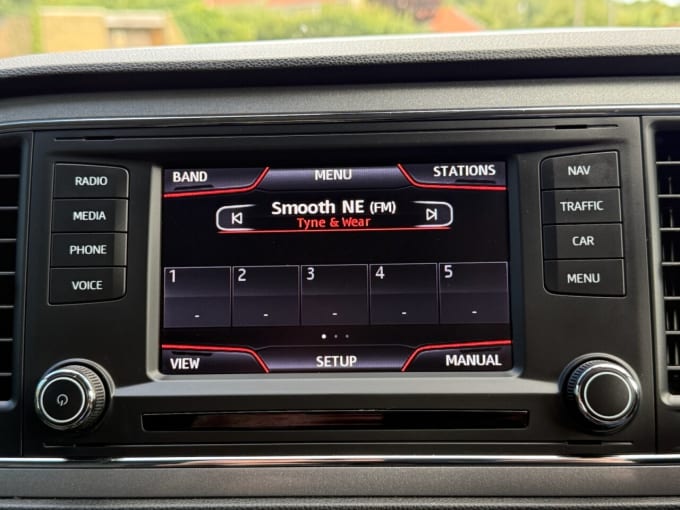 RADIO
MEDIA
PHONE
VOICE
BAND MENU STATIONS
Smooth NE (FM)
Tyne & Wear
1 2 3 4 5
- - - - -
VIEW SETUP MANUAL
NAV
TRAFFIC
CAR
MENU